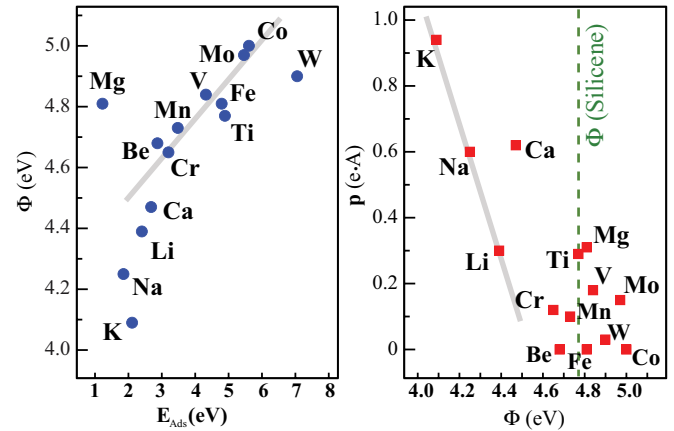 5.0
4.8
4.6
4.4
4.2
4.0
Φ (eV)
Mg
Co
Mo
W
V
Fe
Mn
Ti
Be
Cr
Ca
Li
Na
K
1 2 3 4 5 6 7 8
E_Ads (eV)
1.0
0.8
0.6
0.4
0.2
0
p (e·A)
K
Ca
Na
Φ (Silicene)
Li
Ti
Mg
V
Mo
Cr
Mn
W
Be
Fe
Co
4.0 4.2 4.4 4.6 4.8 5.0
Φ (eV)